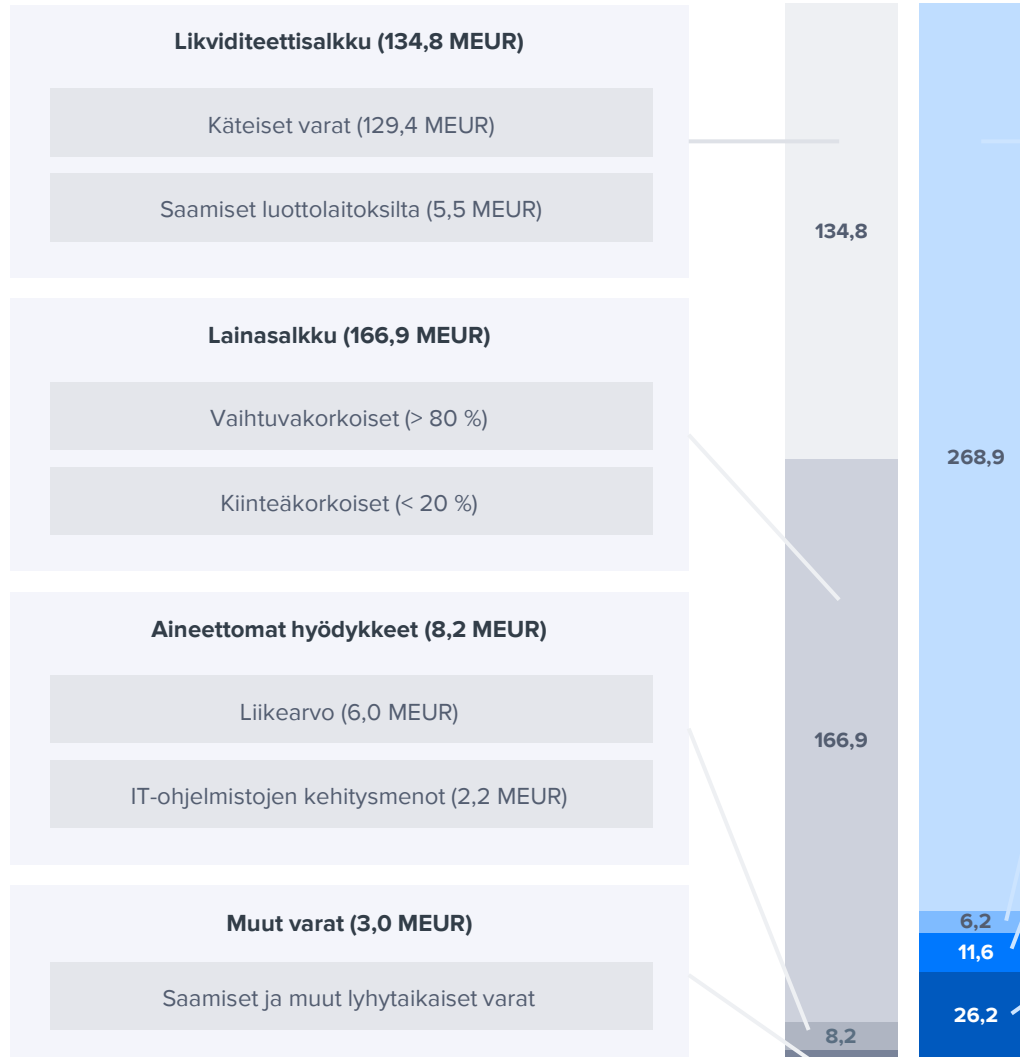 Likviditeettisalkku (134,8 MEUR)
Käteiset varat (129,4 MEUR)
Saamiset luottolaitoksilta (5,5 MEUR)
Lainasalkku (166,9 MEUR)
Vaihtuvakorkoiset (> 80 %)
Kiinteäkorkoiset (< 20 %)
Aineettomat hyödykkeet (8,2 MEUR)
Liikearvo (6,0 MEUR)
IT-ohjelmistojen kehitysmenot (2,2 MEUR)
Muut varat (3,0 MEUR)
Saamiset ja muut lyhytaikaiset varat
134,8
166,9
8,2
268,9
6,2
11,6
26,2